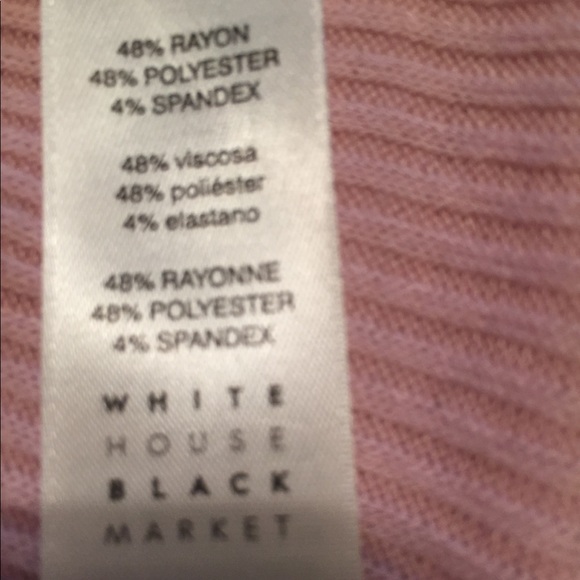 48% RAYON
48% POLYESTER
4% SPANDEX
48% viscosa
48% poliéster
4% elastano
48% RAYONNE
48% POLYESTER
4% SPANDEX
WHITE
HOUSE
BLACK
MARKET